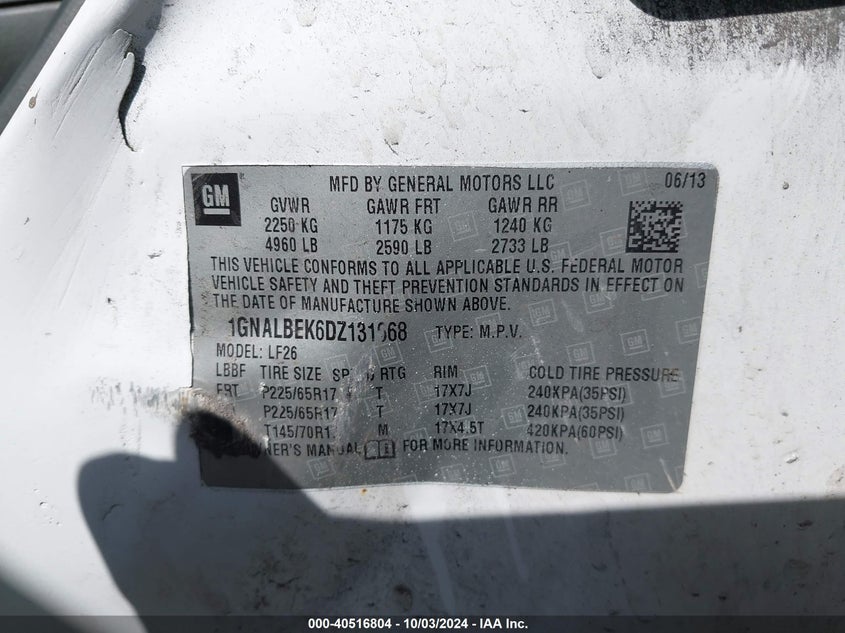 GM
MFD BY GENERAL MOTORS LLC 06/13
GVWR GAWR FRT GAWR RR
2250 KG 1175 KG 1240 KG
4960 LB 2590 LB 2733 LB
THIS VEHICLE CONFORMS TO ALL APPLICABLE U.S. FEDERAL MOTOR
VEHICLE SAFETY AND THEFT PREVENTION STANDARDS IN EFFECT ON
THE DATE OF MANUFACTURE SHOWN ABOVE.
TYPE: M.P.V.
MODEL: LF26
TIRE SIZE RTG RIM COLD TIRE PRESSURE
FRT P225/65R17 T 17X7J 240KPA(35PSI)
P225/65R17 T 17X7J 240KPA(35PSI)
M 17X4.5T 420KPA(60PSI)
MANUAL FOR MORE INFORMATION.
000-40516804 - 10/03/2024 - IAA Inc.